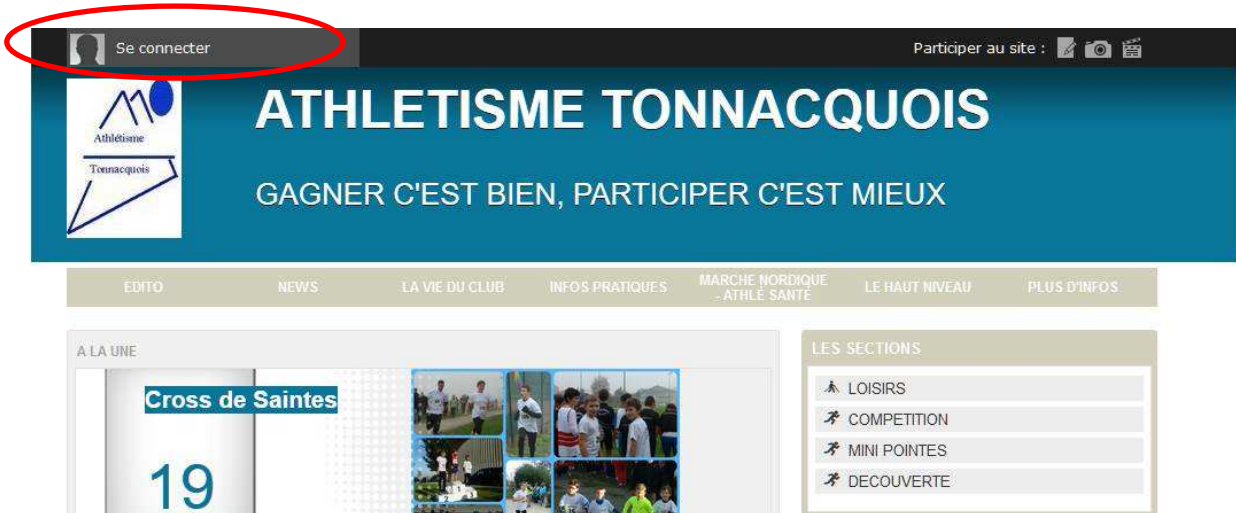 Se connecter
Participer au site :
Athlétisme
Tonnacquois
ATHLETISME TONNACQUOIS
GAGNER C'EST BIEN, PARTICIPER C'EST MIEUX
EDITO
NEWS
LA VIE DU CLUB
INFOS PRATIQUES
MARCHE NORDIQUE
- ATHLÉ SANTÉ
LE HAUT NIVEAU
PLUS D'INFOS
A LA UNE
Cross de Saintes
19
LES SECTIONS
LOISIRS
COMPETITION
MINI POINTES
DECOUVERTE